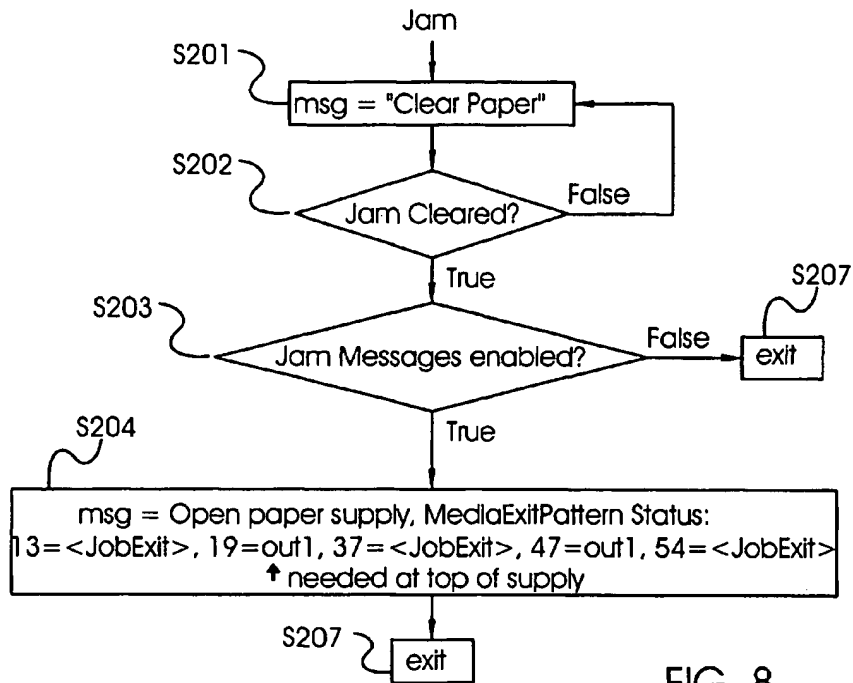 Jam
S201
msg = "Clear Paper"
S202
Jam Cleared?
False
True
S207
S203
Jam Messages enabled?
False
exit
True
S204
msg = Open paper supply, MediaExitPattern Status:
13=<JobExit>, 19=out1, 37=<JobExit>, 47=out1, 54=<JobExit>
↑ needed at top of supply
S207
exit
FIG. 8